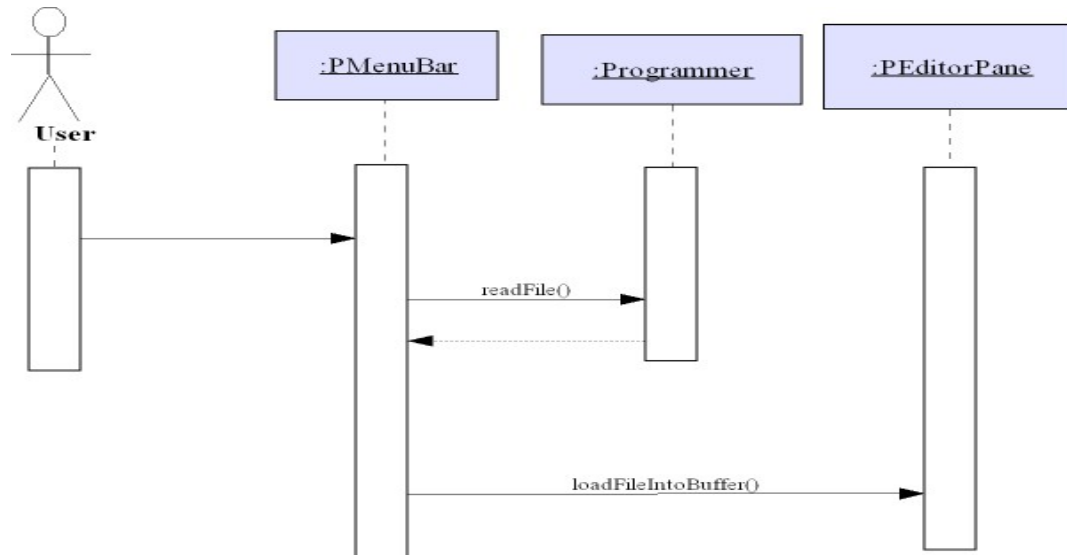 :PMenuBar
:Programmer
:PEditorPane
User
readFile()
loadFileIntoBuffer()